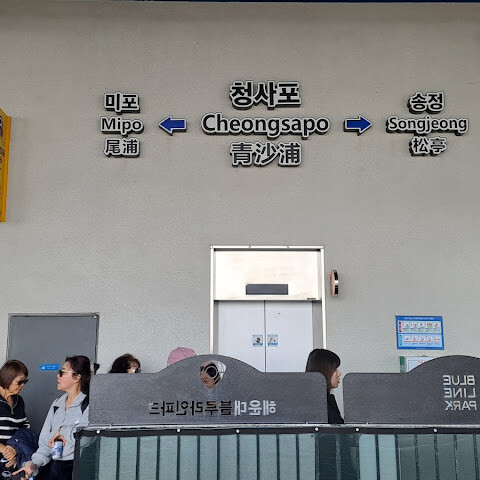 미포
Mipo
尾浦
청사포
Cheongsapo
青沙浦
송정
Songjeong
松亭
해운대 블루라인파크
BLUE
LINE
PARK